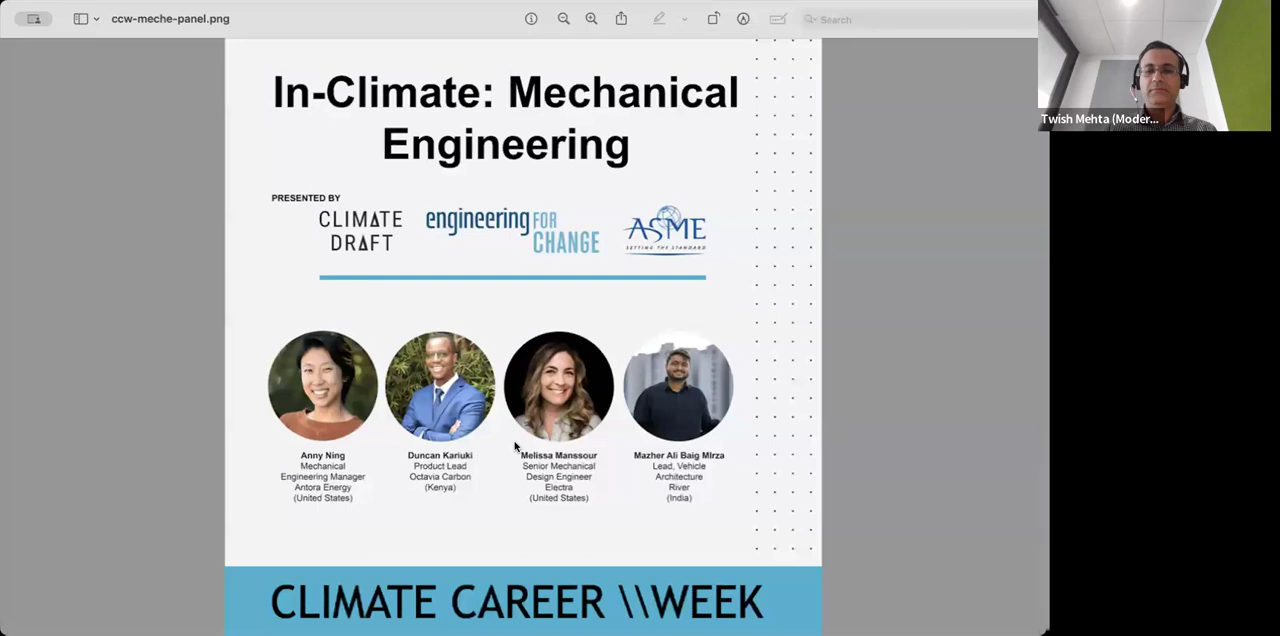 ccw-meche-panel.png
Search
Twish Mehta (Moder...
In-Climate: Mechanical
Engineering
PRESENTED BY
CLIMATE
DRAFT
engineering FOR
CHANGE
ASME
SETTING THE STANDARD
Anny Ning
Mechanical
Engineering Manager
Antora Energy
(United States)
Duncan Kariuki
Product Lead
Octavia Carbon
(Kenya)
Melissa Manssour
Senior Mechanical
Design Engineer
Electra
(United States)
Mazher Ali Baig MIrza
Lead, Vehicle
Architecture
River
(India)
CLIMATE CAREER \\WEEK